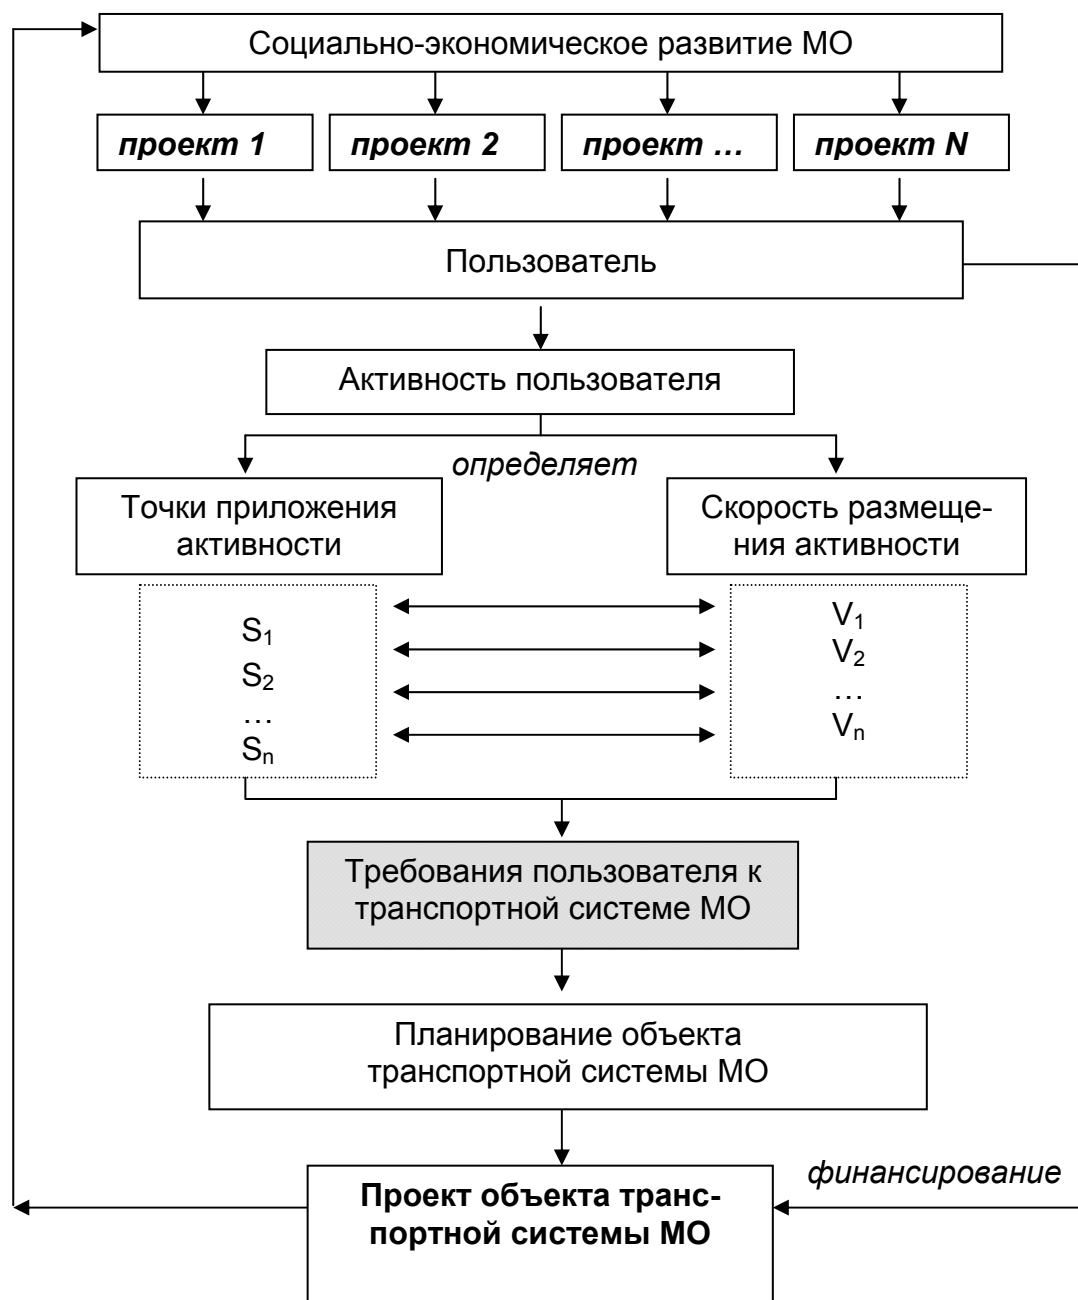 Социально-экономическое развитие МО
проект 1
проект 2
проект …
проект N
Пользователь
Активность пользователя
определяет
Точки приложения
активности
Скорость размеще-
ния активности
S₁
S₂
…
Sₙ
V₁
V₂
…
Vₙ
Требования пользователя к
транспортной системе МО
Планирование объекта
транспортной системы МО
финансирование
Проект объекта транс-
портной системы МО